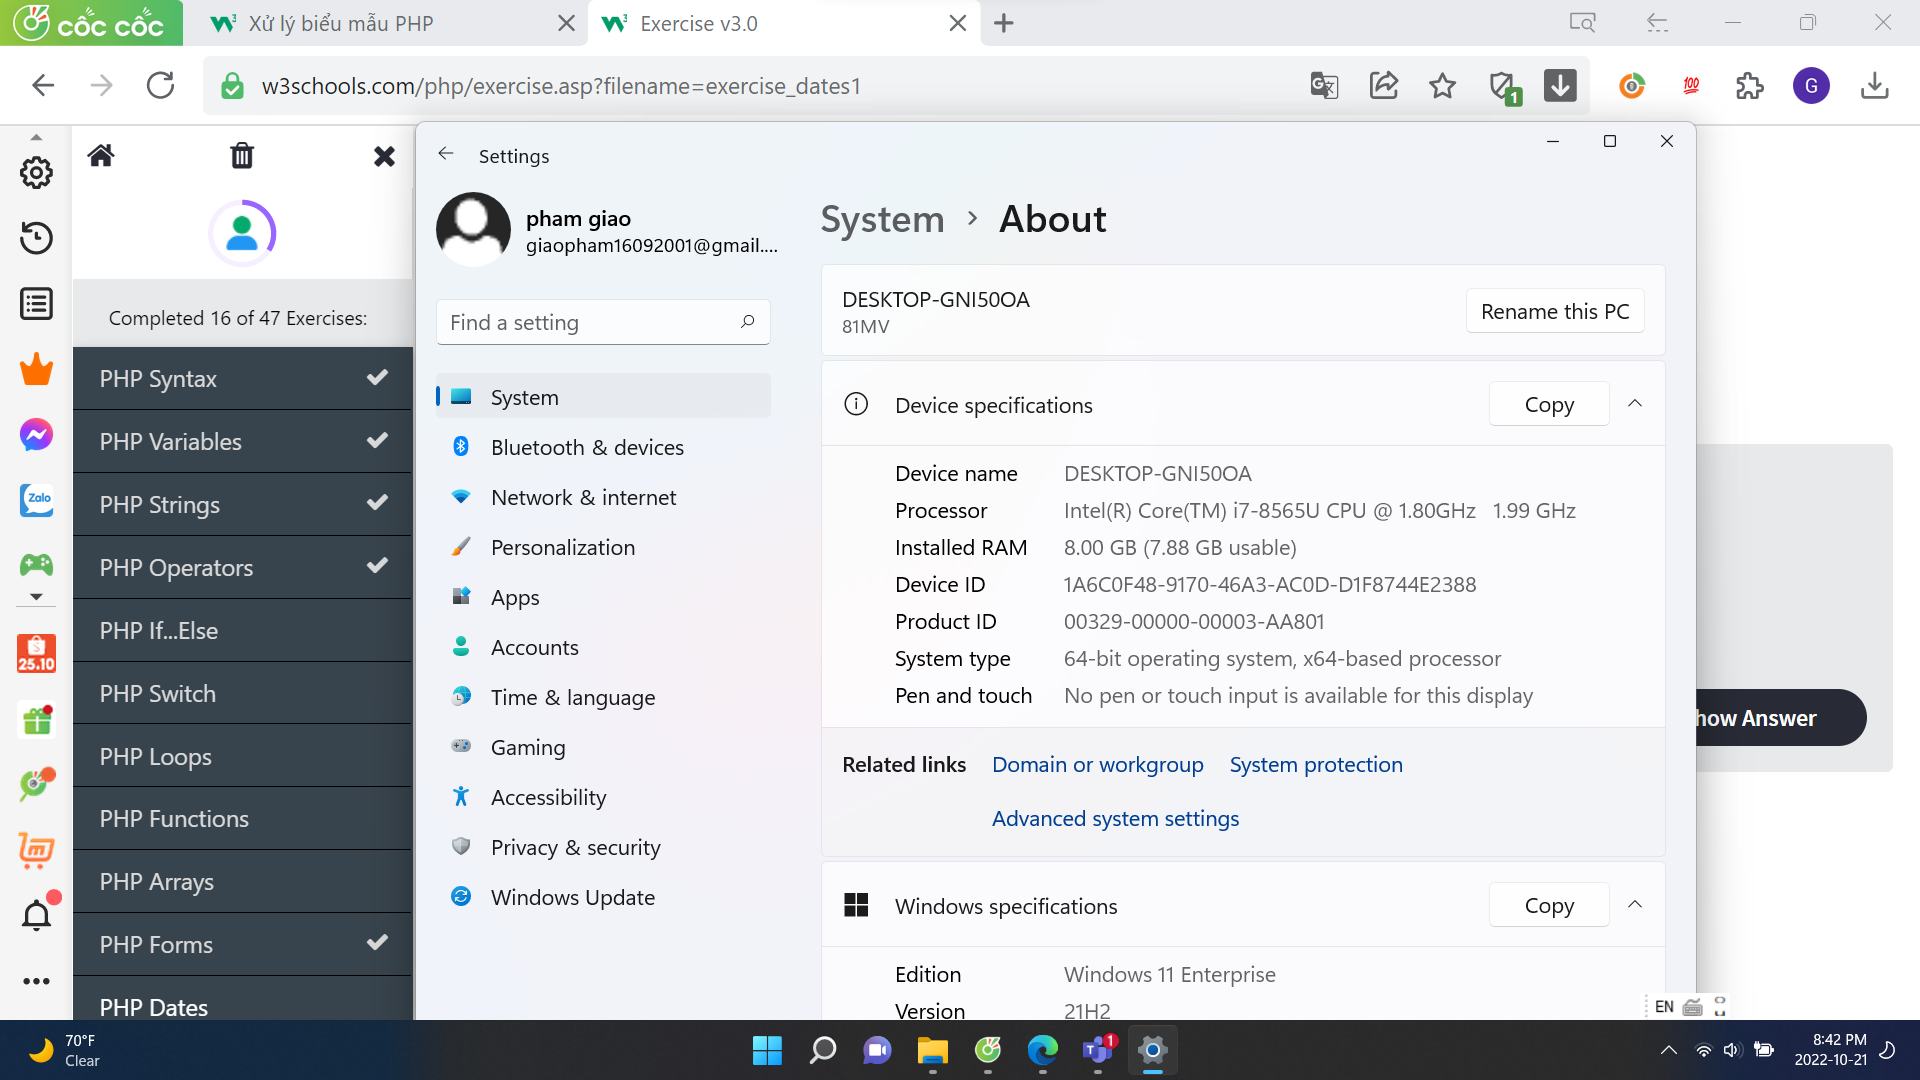 cốc cốc
Xử lý biểu mẫu PHP
Exercise v3.0
w3schools.com/php/exercise.asp?filename=exercise_dates1
1
100
G
Completed 16 of 47 Exercises:
PHP Syntax
PHP Variables
PHP Strings
PHP Operators
PHP If...Else
PHP Switch
PHP Loops
PHP Functions
PHP Arrays
PHP Forms
PHP Dates
Zalo
25.10
Settings
pham giao
giaopham16092001@gmail....
Find a setting
System
Bluetooth & devices
Network & internet
Personalization
Apps
Accounts
Time & language
Gaming
Accessibility
Privacy & security
Windows Update
System > About
DESKTOP-GNI50OA
81MV
Rename this PC
Device specifications
Copy
Device name DESKTOP-GNI50OA
Processor Intel(R) Core(TM) i7-8565U CPU @ 1.80GHz 1.99 GHz
Installed RAM 8.00 GB (7.88 GB usable)
Device ID 1A6C0F48-9170-46A3-AC0D-D1F8744E2388
Product ID 00329-00000-00003-AA801
System type 64-bit operating system, x64-based processor
Pen and touch No pen or touch input is available for this display
Related links Domain or workgroup System protection
Advanced system settings
Windows specifications
Copy
Edition Windows 11 Enterprise
Version 21H2
how Answer
EN
70°F
Clear
1
8:42 PM
2022-10-21